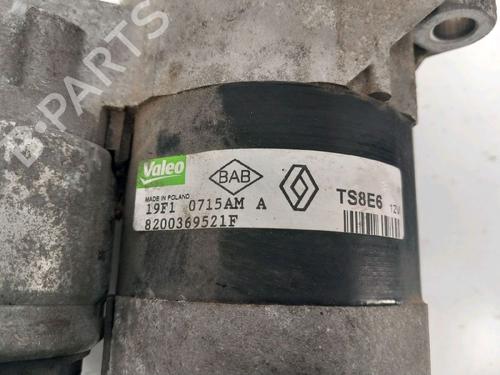 B-PARTS
Valeo
MADE IN POLAND
BAB
19F1 0715AM A
8200369521F
TS8E6
12V